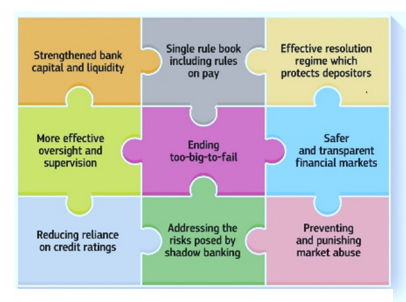 Strengthened bank
capital and liquidity
Single rule book
including rules
on pay
Effective resolution
regime which
protects depositors
More effective
oversight and
supervision
Ending
too-big-to-fail
Safer
and transparent
financial markets
Reducing reliance
on credit ratings
Addressing the
risks posed by
shadow banking
Preventing
and punishing
market abuse